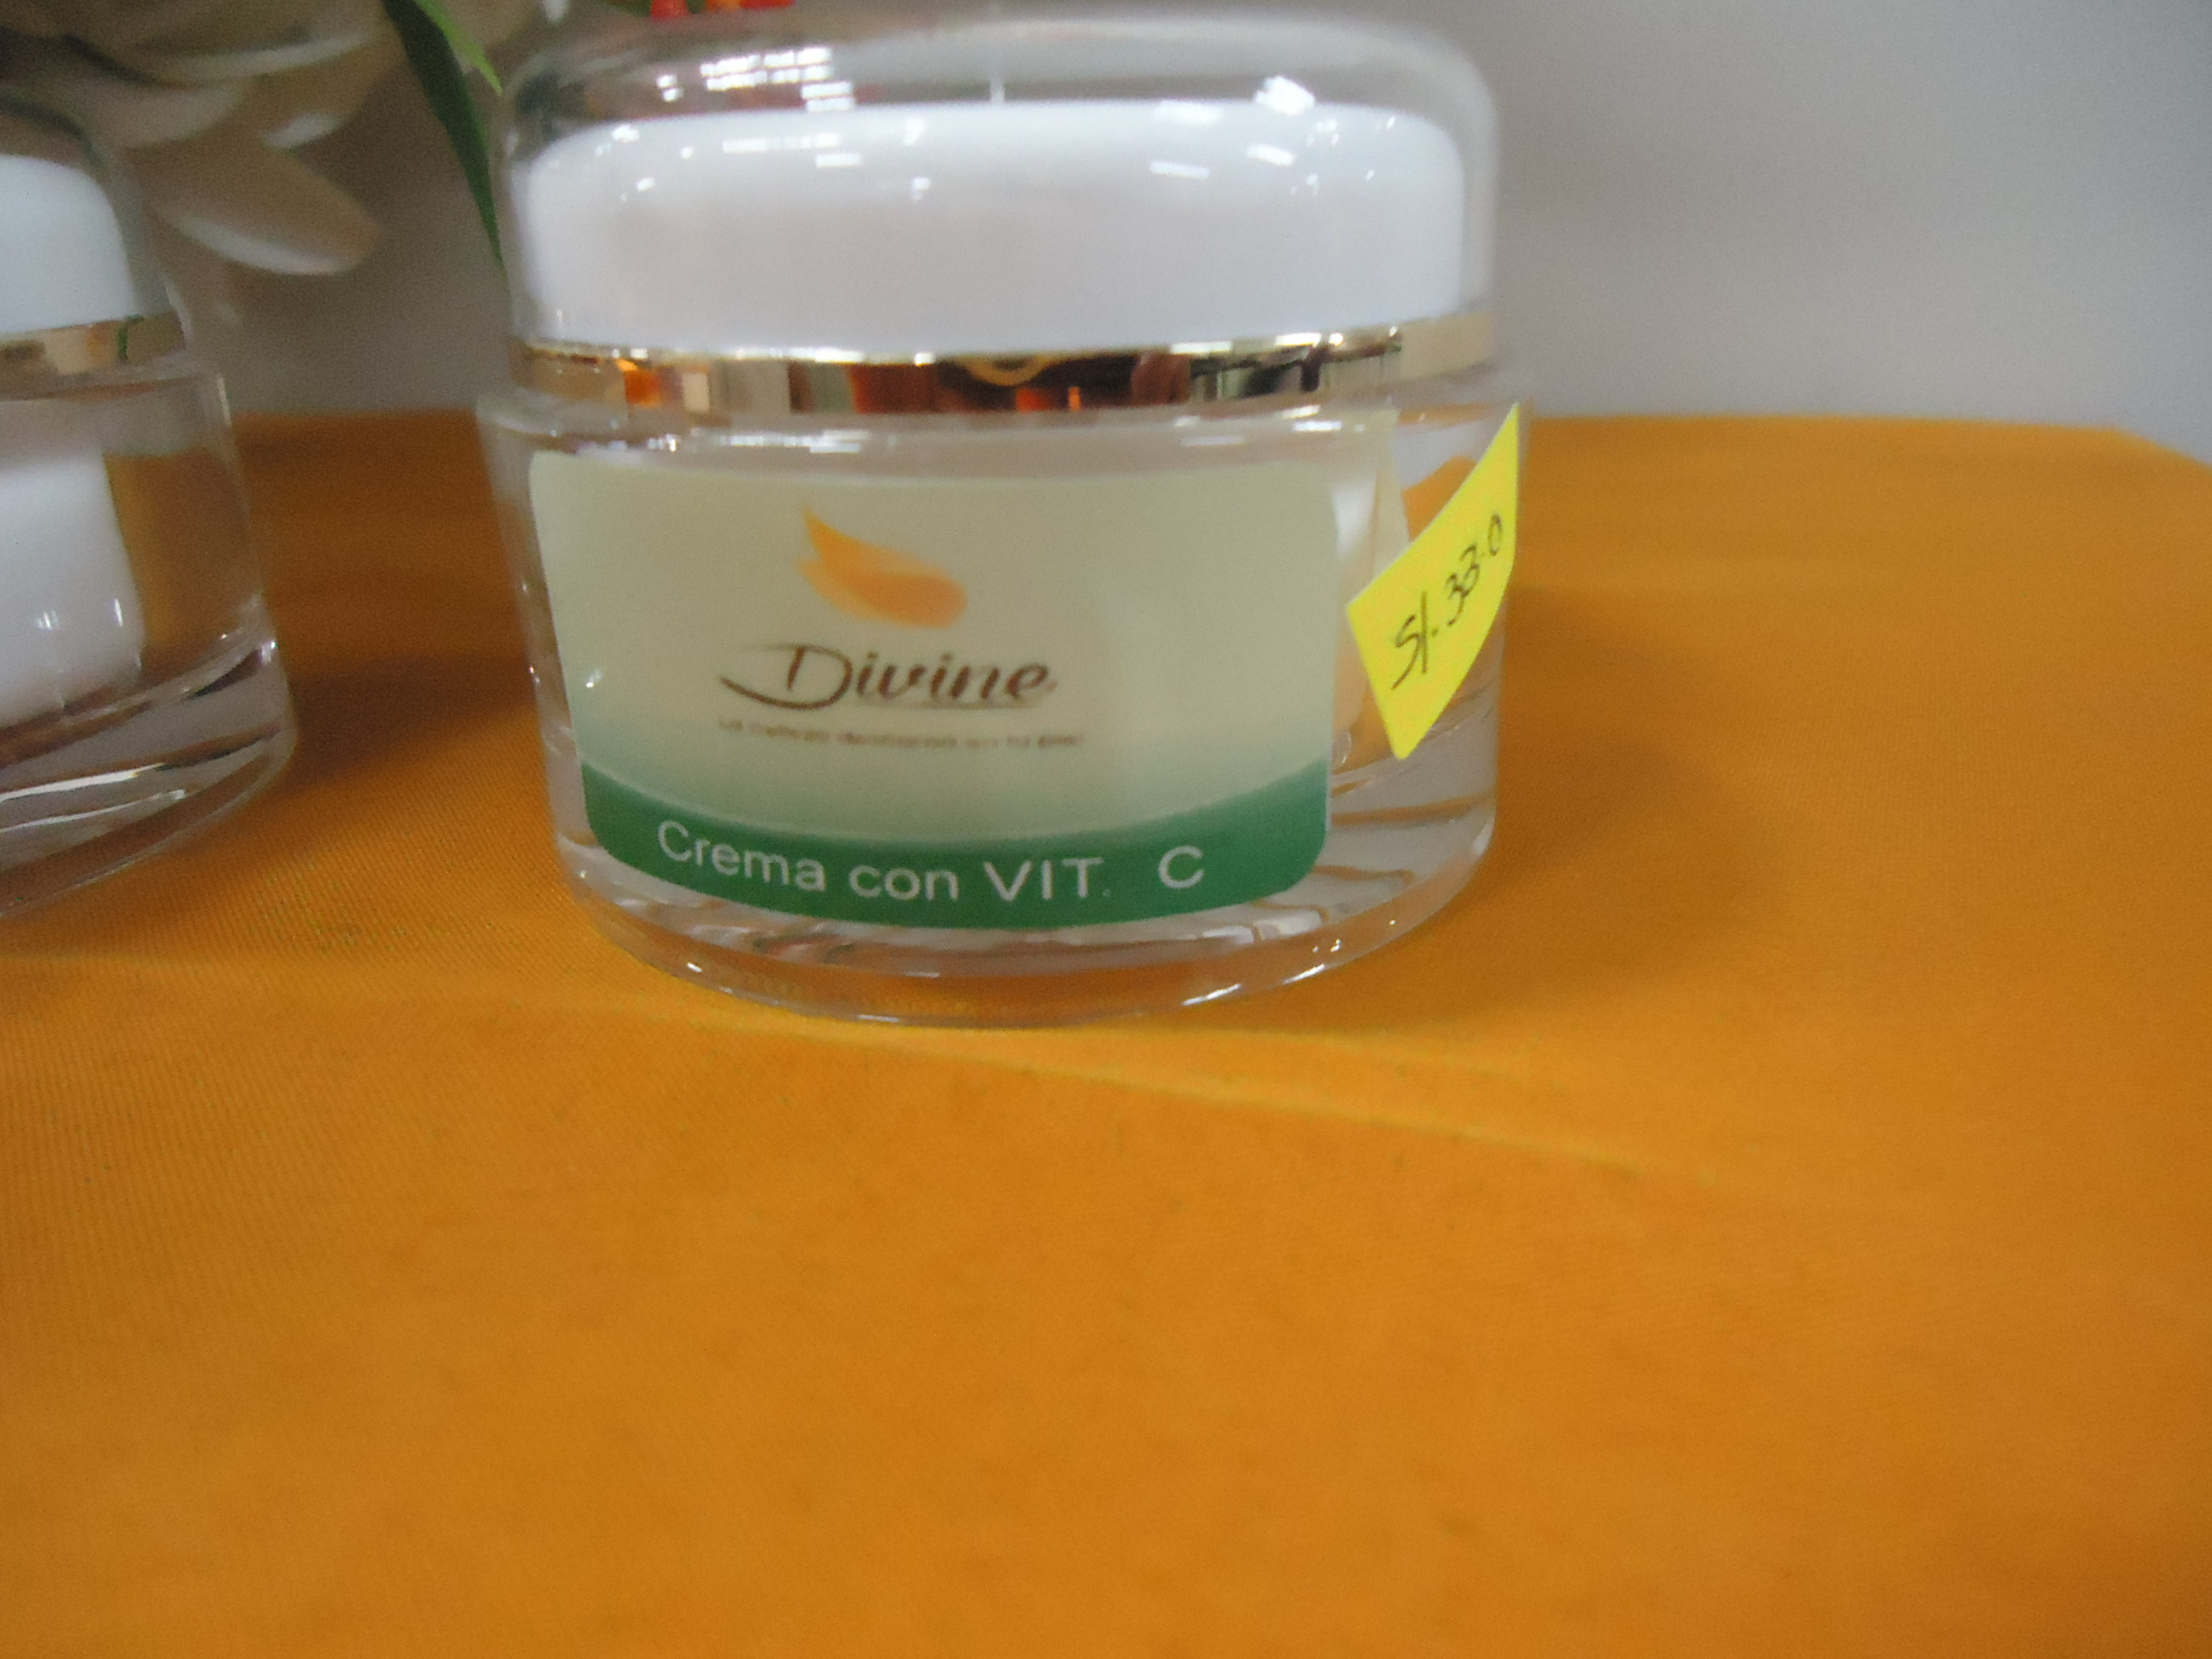 Divine
Crema con VIT. C
S/. 33.0